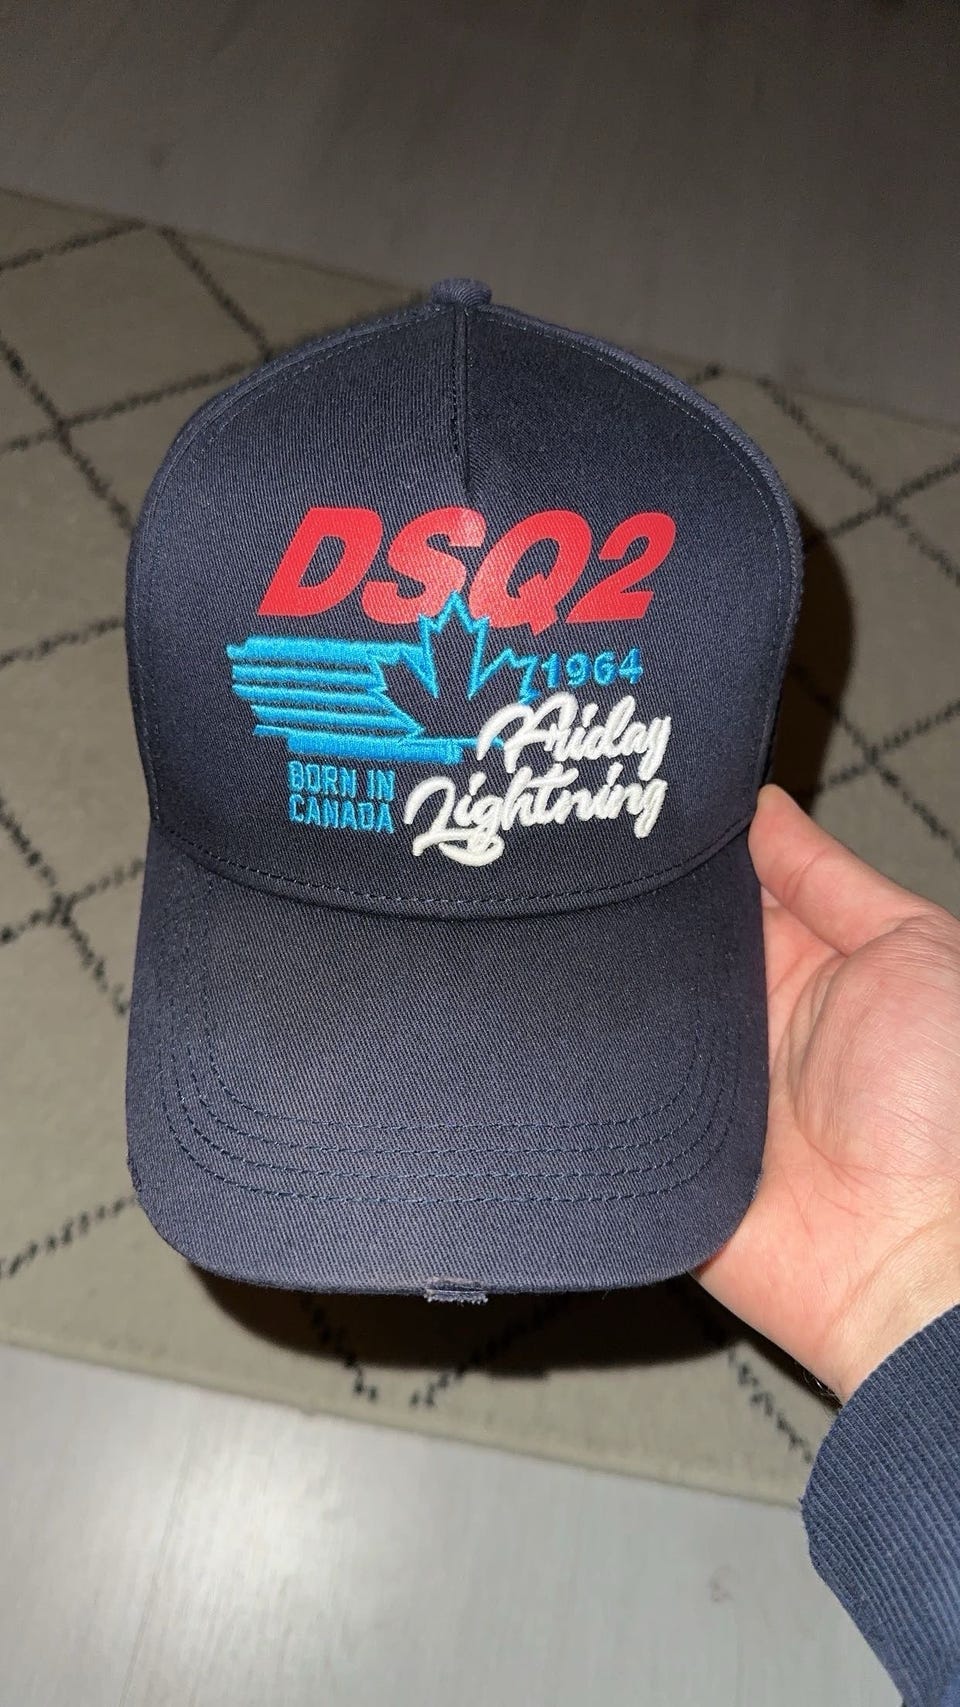 DSQ2
1964
Friday
Lightning
BORN IN
CANADA